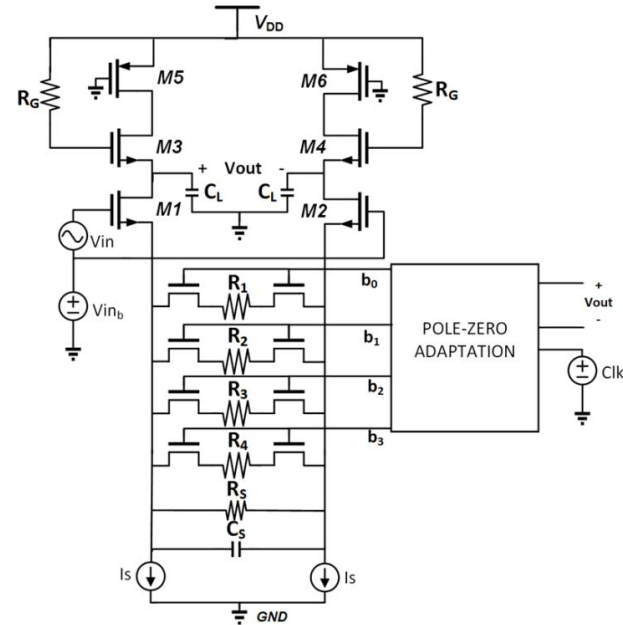 VDD
M5
M6
RG
RG
M3
M4
+ Vout -
CL
CL
M1
M2
Vin
Vinb
R1
b0
R2
b1
R3
b2
R4
b3
RS
CS
POLE-ZERO
ADAPTATION
+
Vout
-
Clk
Is
Is
GND